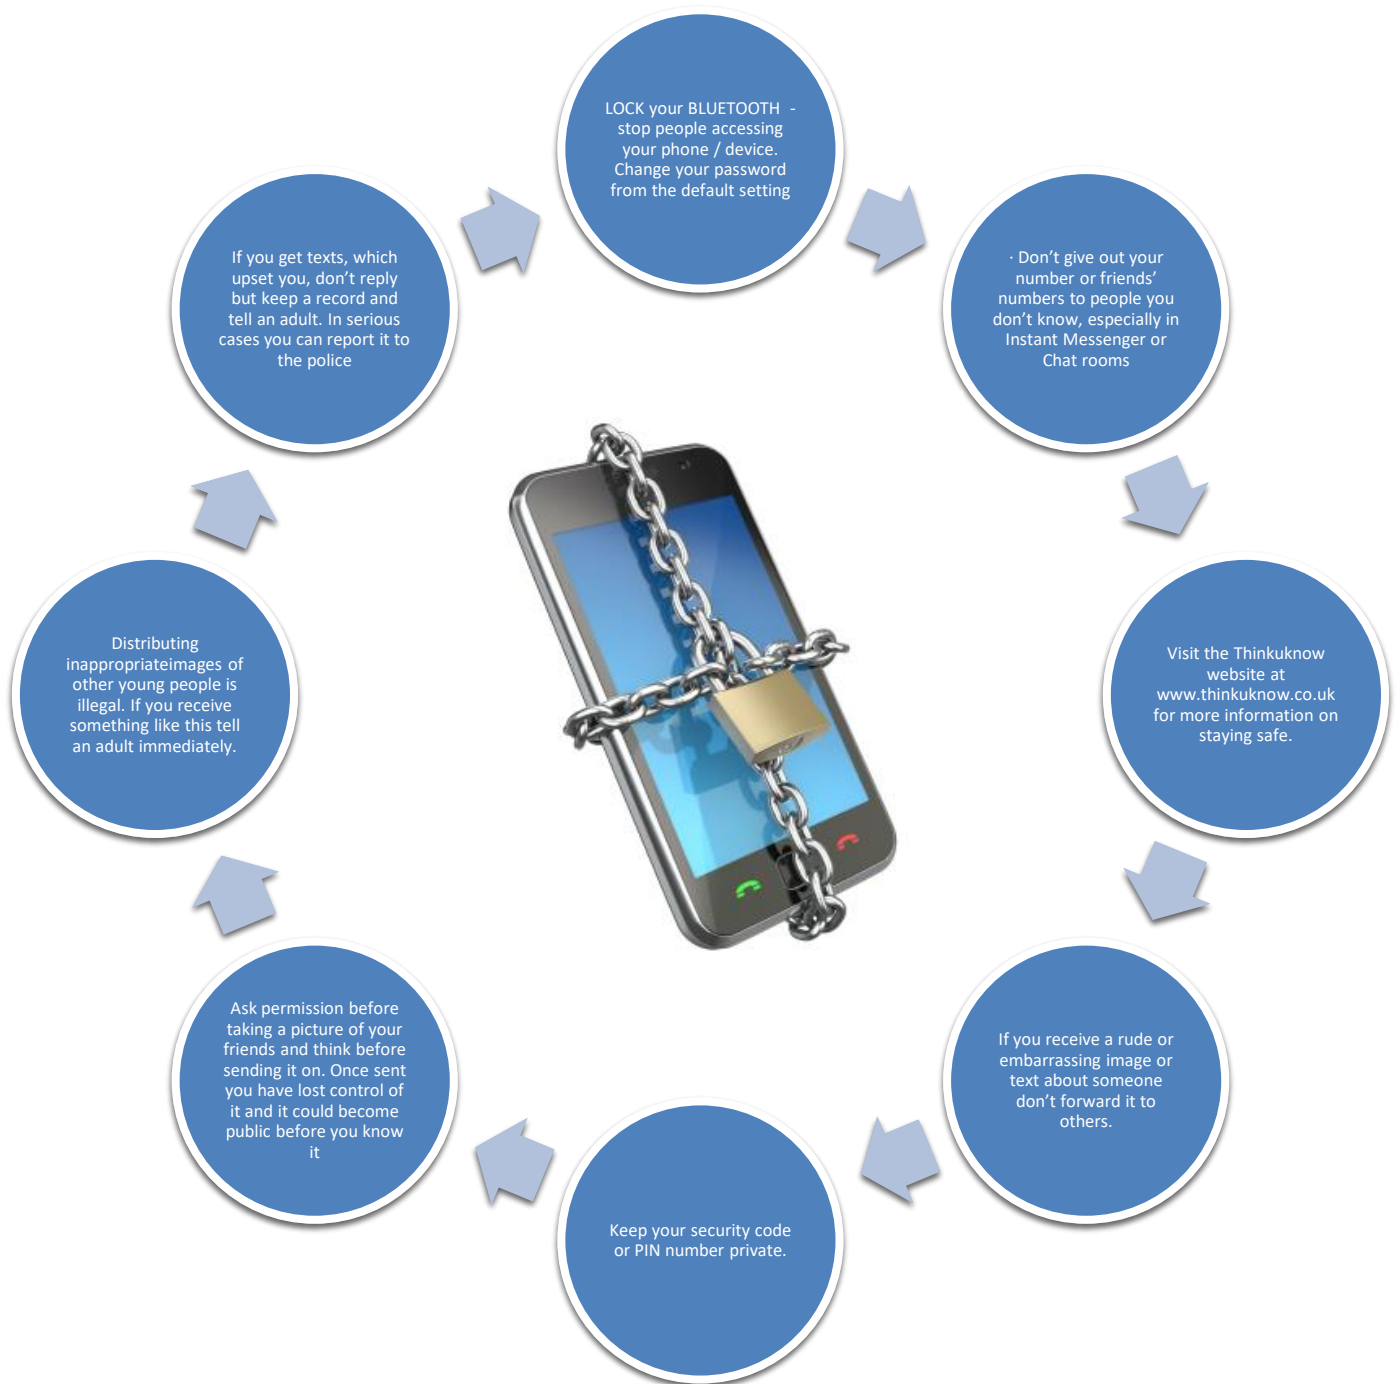 LOCK your BLUETOOTH -
stop people accessing
your phone / device.
Change your password
from the default setting
· Don’t give out your
number or friends’
numbers to people you
don’t know, especially in
Instant Messenger or
Chat rooms
Visit the Thinkuknow
website at
www.thinkuknow.co.uk
for more information on
staying safe.
If you receive a rude or
embarrassing image or
text about someone
don’t forward it to
others.
Keep your security code
or PIN number private.
Ask permission before
taking a picture of your
friends and think before
sending it on. Once sent
you have lost control of
it and it could become
public before you know
it
Distributing
inappropriateimages of
other young people is
illegal. If you receive
something like this tell
an adult immediately.
If you get texts, which
upset you, don’t reply
but keep a record and
tell an adult. In serious
cases you can report it to
the police